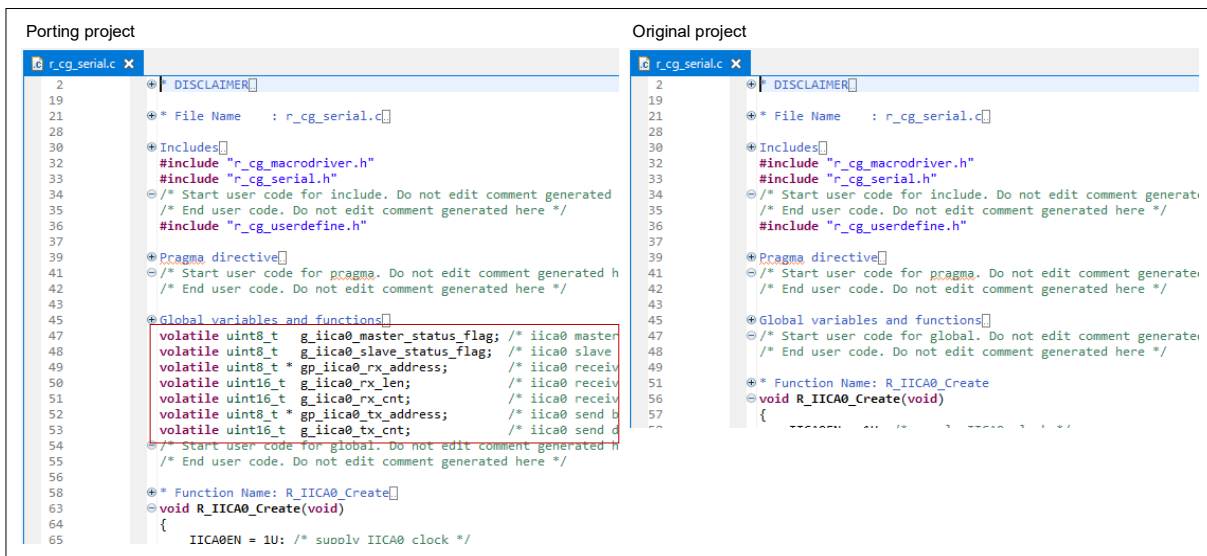 Porting project
r_cg_serial.c
2 * DISCLAIMER
19
21 * File Name : r_cg_serial.c
28
30 Includes
32 #include "r_cg_macrodriver.h"
33 #include "r_cg_serial.h"
34 /* Start user code for include. Do not edit comment generated
35 /* End user code. Do not edit comment generated here */
36 #include "r_cg_userdefine.h"
37
39 Pragma directive
41 /* Start user code for pragma. Do not edit comment generated h
42 /* End user code. Do not edit comment generated here */
43
45 Global variables and functions
47 volatile uint8_t g_iica0_master_status_flag; /* iica0 master
48 volatile uint8_t g_iica0_slave_status_flag; /* iica0 slave
49 volatile uint8_t * gp_iica0_rx_address; /* iica0 receiv
50 volatile uint16_t g_iica0_rx_len; /* iica0 receiv
51 volatile uint16_t g_iica0_rx_cnt; /* iica0 receiv
52 volatile uint8_t * gp_iica0_tx_address; /* iica0 send b
53 volatile uint16_t g_iica0_tx_cnt; /* iica0 send d
54 /* Start user code for global. Do not edit comment generated h
55 /* End user code. Do not edit comment generated here */
56
58 * Function Name: R_IICA0_Create
63 void R_IICA0_Create(void)
64 {
65 IICA0EN = 1U; /* supply IICA0 clock */
Original project
r_cg_serial.c
2 * DISCLAIMER
19
21 * File Name : r_cg_serial.c
28
30 Includes
32 #include "r_cg_macrodriver.h"
33 #include "r_cg_serial.h"
34 /* Start user code for include. Do not edit comment generate
35 /* End user code. Do not edit comment generated here */
36 #include "r_cg_userdefine.h"
37
39 Pragma directive
41 /* Start user code for pragma. Do not edit comment generated
42 /* End user code. Do not edit comment generated here */
43
45 Global variables and functions
47 /* Start user code for global. Do not edit comment generated
48 /* End user code. Do not edit comment generated here */
49
51 * Function Name: R_IICA0_Create
56 void R_IICA0_Create(void)
57 {